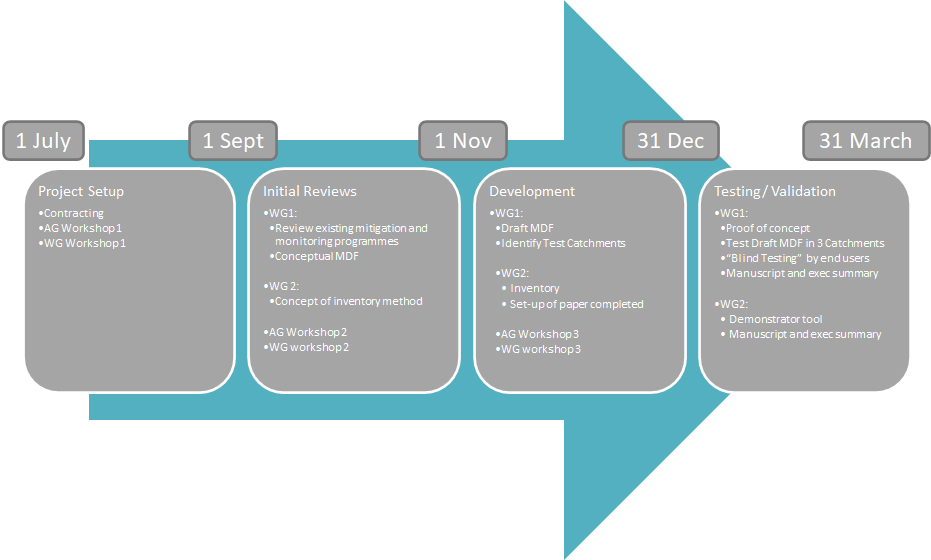 1 July
1 Sept
1 Nov
31 Dec
31 March
Project Setup
•Contracting
•AG Workshop 1
•WG Workshop 1
Initial Reviews
•WG1:
•Review existing mitigation and
monitoring programmes
•Conceptual MDF
•WG 2:
•Concept of inventory method
•AG Workshop 2
•WG workshop 2
Development
•WG1:
•Draft MDF
•Identify Test Catchments
•WG2:
• Inventory
• Set-up of paper completed
•AG Workshop 3
•WG workshop 3
Testing/ Validation
•WG1:
•Proof of concept
•Test Draft MDF in 3 Catchments
•“Blind Testing” by end users
•Manuscript and exec summary
•WG2:
• Demonstrator tool
• Manuscript and exec summary